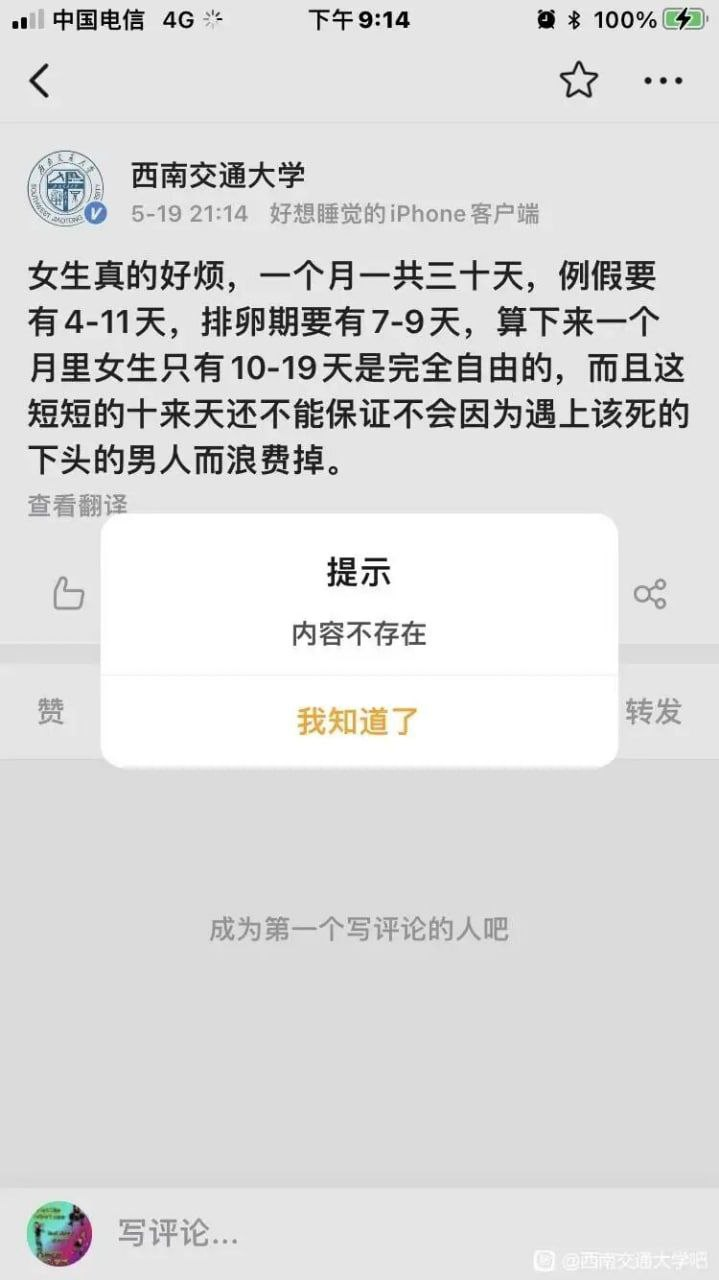 中国电信 4G 下午9:14 100%
西南交通大学
5-19 21:14 好想睡觉的iPhone客户端
女生真的好烦，一个月一共三十天，例假要
有4-11天，排卵期要有7-9天，算下来一个
月里女生只有10-19天是完全自由的，而且这
短短的十来天还不能保证不会因为遇上该死的
下头的男人而浪费掉。
查看翻译
提示
内容不存在
我知道了
赞 转发
成为第一个写评论的人吧
写评论...
@西南交通大学吧